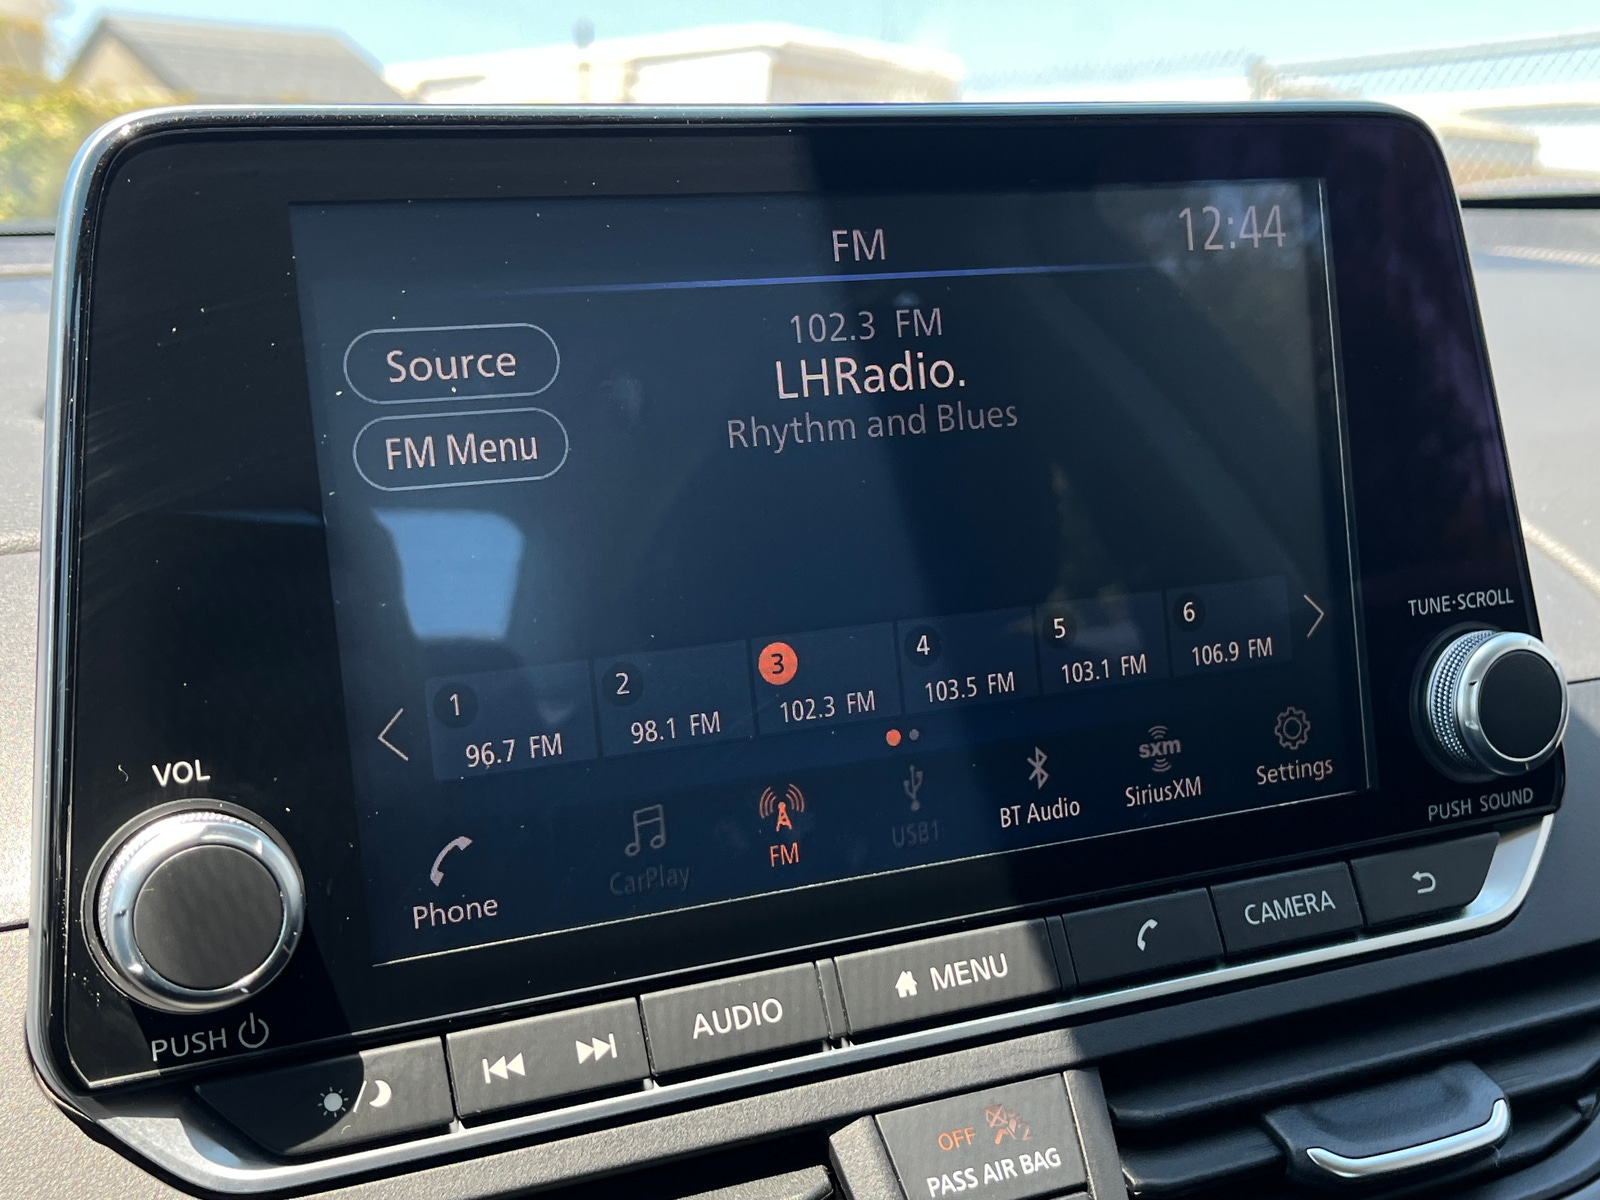 FM
12:44
102.3 FM
LHRadio.
Rhythm and Blues
Source
FM Menu
1
96.7 FM
2
98.1 FM
3
102.3 FM
4
103.5 FM
5
103.1 FM
6
106.9 FM
Phone
CarPlay
FM
USB1
BT Audio
sxm
SiriusXM
Settings
VOL
PUSH
TUNE·SCROLL
PUSH SOUND
AUDIO
MENU
CAMERA
OFF
2
PASS AIR BAG